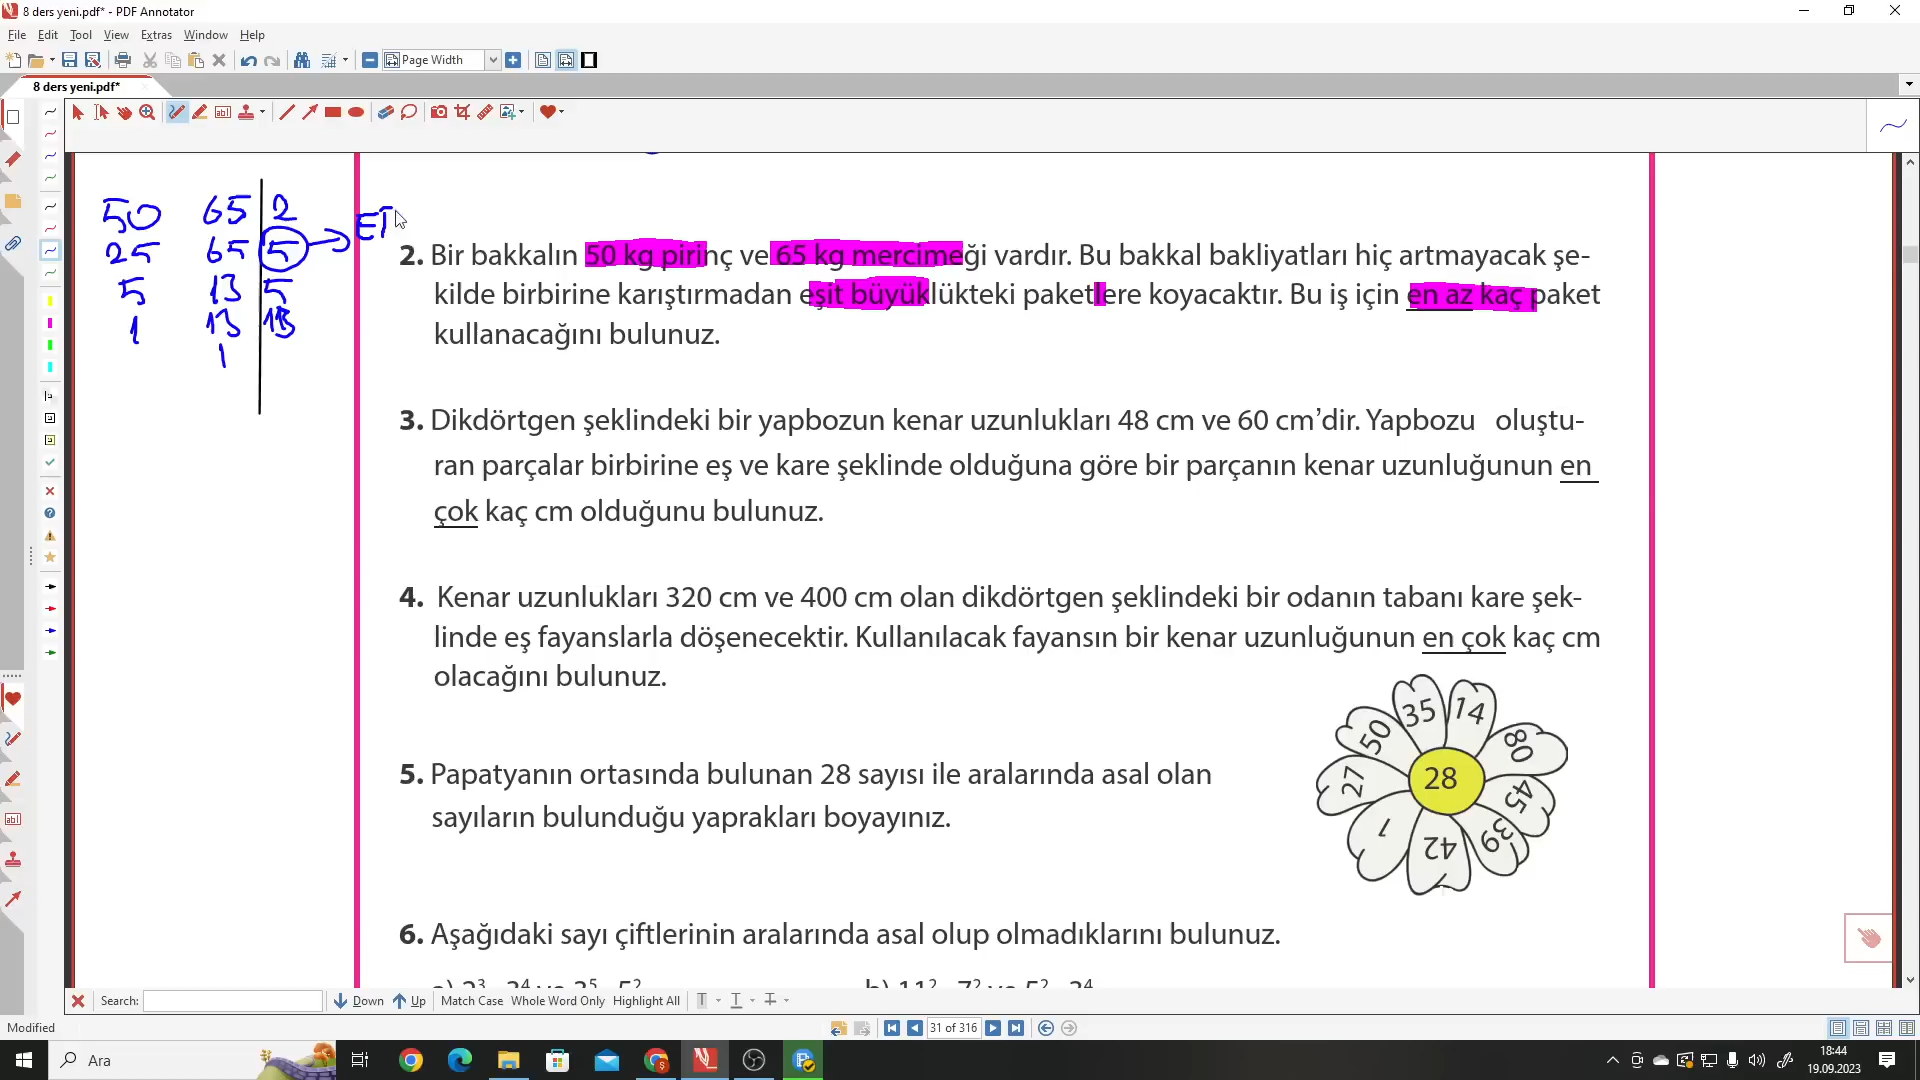 8 ders yeni.pdf* - PDF Annotator
File Edit Tool View Extras Window Help
Page Width
8 ders yeni.pdf*
50 65 2
25 65 5 → EĪ
5 13 5
1 13 13
1
2. Bir bakkalın 50 kg pirinç ve 65 kg mercimeği vardır. Bu bakkal bakliyatları hiç artmayacak şe-
kilde birbirine karıştırmadan eşit büyüklükteki paketlere koyacaktır. Bu iş için en az kaç paket
kullanacağını bulunuz.
3. Dikdörtgen şeklindeki bir yapbozun kenar uzunlukları 48 cm ve 60 cm’dir. Yapbozu oluştu-
ran parçalar birbirine eş ve kare şeklinde olduğuna göre bir parçanın kenar uzunluğunun en
çok kaç cm olduğunu bulunuz.
4. Kenar uzunlukları 320 cm ve 400 cm olan dikdörtgen şeklindeki bir odanın tabanı kare şek-
linde eş fayanslarla döşenecektir. Kullanılacak fayansın bir kenar uzunluğunun en çok kaç cm
olacağını bulunuz.
5. Papatyanın ortasında bulunan 28 sayısı ile aralarında asal olan
sayıların bulunduğu yaprakları boyayınız.
35 14
50 80
27 28 45
1 42 39
6. Aşağıdaki sayı çiftlerinin aralarında asal olup olmadıklarını bulunuz.
Search: Down Up Match Case Whole Word Only Highlight All
Modified
31 of 316
Ara
18:44
19.09.2023